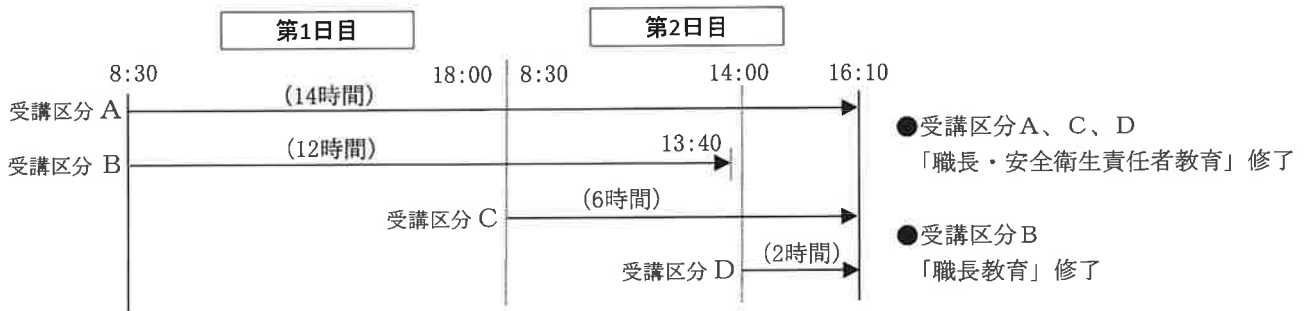 第1日目 第2日目
8:30 18:00 8:30 14:00 16:10
受講区分 A (14時間)
受講区分 B (12時間) 13:40
受講区分 C (6時間)
受講区分 D (2時間)
●受講区分A、C、D
「職長・安全衛生責任者教育」修了
●受講区分B
「職長教育」修了